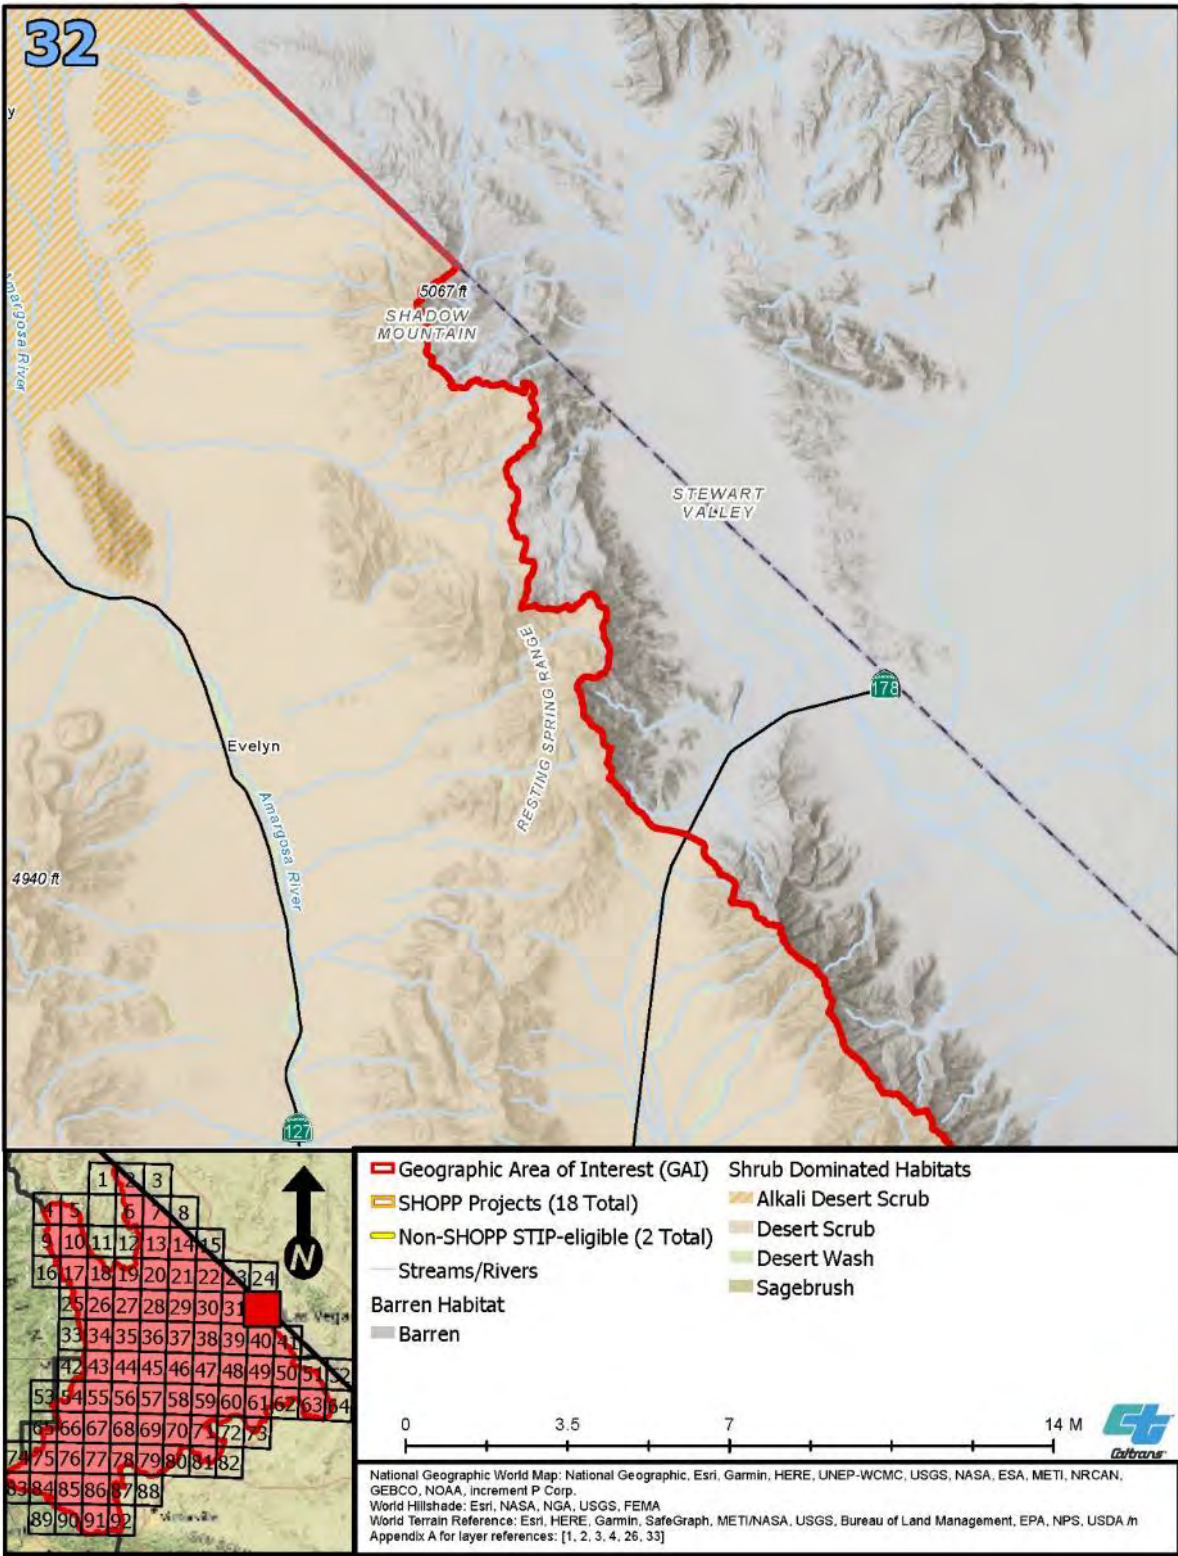 32
y
Amargosa River
5067 ft
SHADOW
MOUNTAIN
STEWART
VALLEY
RESTING SPRING RANGE
178
Evelyn
Amargosa River
4940 ft
127
1 2 3
4 5 6 7 8
9 10 11 12 13 14 15
16 17 18 19 20 21 22 23 24
25 26 27 28 29 30 31
Las Vega
33 34 35 36 37 38 39 40 41
42 43 44 45 46 47 48 49 50 51 52
53 54 55 56 57 58 59 60 61 62 63 64
65 66 67 68 69 70 71 72 73
74 75 76 77 78 79 80 81 82
83 84 85 86 87 88
89 90 91 92
N
Geographic Area of Interest (GAI)
SHOPP Projects (18 Total)
Non-SHOPP STIP-eligible (2 Total)
Streams/Rivers
Barren Habitat
Barren
Shrub Dominated Habitats
Alkali Desert Scrub
Desert Scrub
Desert Wash
Sagebrush
0 3.5 7 14 M
ct
Caltrans
National Geographic World Map: National Geographic, Esri, Garmin, HERE, UNEP-WCMC, USGS, NASA, ESA, METI, NRCAN,
GEBCO, NOAA, increment P Corp.
World Hillshade: Esri, NASA, NGA, USGS, FEMA
World Terrain Reference: Esri, HERE, Garmin, SafeGraph, METI/NASA, USGS, Bureau of Land Management, EPA, NPS, USDA /n
Appendix A for layer references: [1, 2, 3, 4, 26, 33]